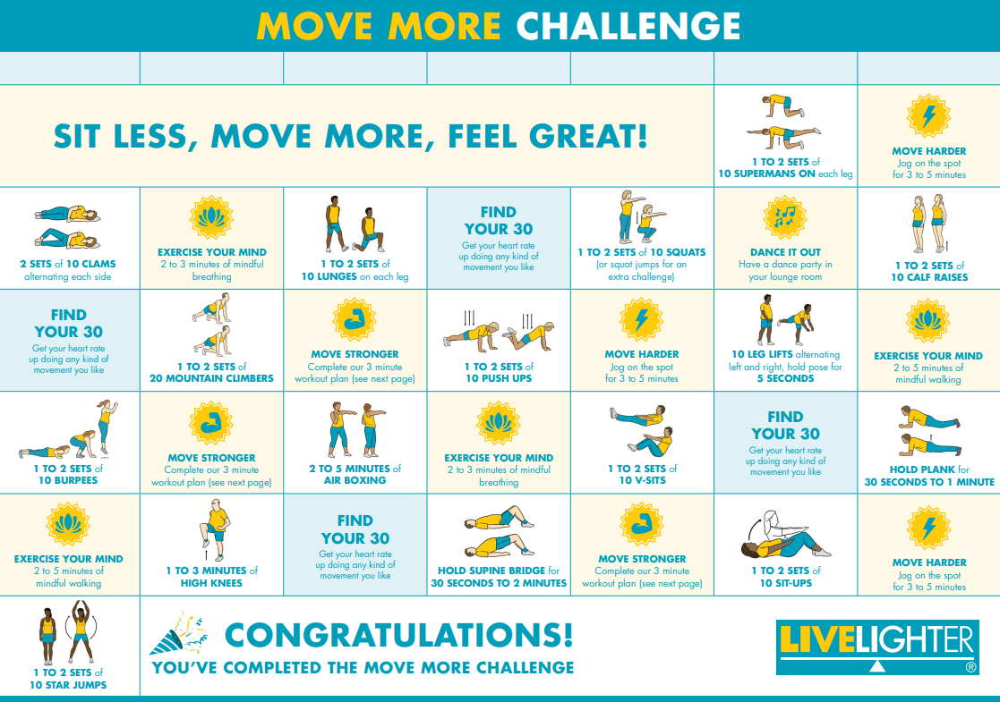 MOVE MORE CHALLENGE
SIT LESS, MOVE MORE, FEEL GREAT!
1 TO 2 SETS of
10 SUPERMANS ON each leg
MOVE HARDER
Jog on the spot
for 3 to 5 minutes
2 SETS of 10 CLAMS
alternating each side
EXERCISE YOUR MIND
2 to 3 minutes of mindful
breathing
1 TO 2 SETS of
10 LUNGES on each leg
FIND
YOUR 30
Get your heart rate
up doing any kind of
movement you like
1 TO 2 SETS of 10 SQUATS
(or squat jumps for an
extra challenge)
DANCE IT OUT
Have a dance party in
your lounge room
1 TO 2 SETS of
10 CALF RAISES
FIND
YOUR 30
Get your heart rate
up doing any kind of
movement you like
1 TO 2 SETS of
20 MOUNTAIN CLIMBERS
MOVE STRONGER
Complete our 3 minute
workout plan (see next page)
1 TO 2 SETS of
10 PUSH UPS
MOVE HARDER
Jog on the spot
for 3 to 5 minutes
10 LEG LIFTS alternating
left and right, hold pose for
5 SECONDS
EXERCISE YOUR MIND
2 to 5 minutes of
mindful walking
1 TO 2 SETS of
10 BURPEES
MOVE STRONGER
Complete our 3 minute
workout plan (see next page)
2 TO 5 MINUTES of
AIR BOXING
EXERCISE YOUR MIND
2 to 3 minutes of mindful
breathing
1 TO 2 SETS of
10 V-SITS
FIND
YOUR 30
Get your heart rate
up doing any kind of
movement you like
HOLD PLANK for
30 SECONDS TO 1 MINUTE
EXERCISE YOUR MIND
2 to 5 minutes of
mindful walking
1 TO 3 MINUTES of
HIGH KNEES
FIND
YOUR 30
Get your heart rate
up doing any kind of
movement you like
HOLD SUPINE BRIDGE for
30 SECONDS TO 2 MINUTES
MOVE STRONGER
Complete our 3 minute
workout plan (see next page)
1 TO 2 SETS of
10 SIT-UPS
MOVE HARDER
Jog on the spot
for 3 to 5 minutes
1 TO 2 SETS of
10 STAR JUMPS
CONGRATULATIONS!
YOU'VE COMPLETED THE MOVE MORE CHALLENGE
LIVELIGHTER
®